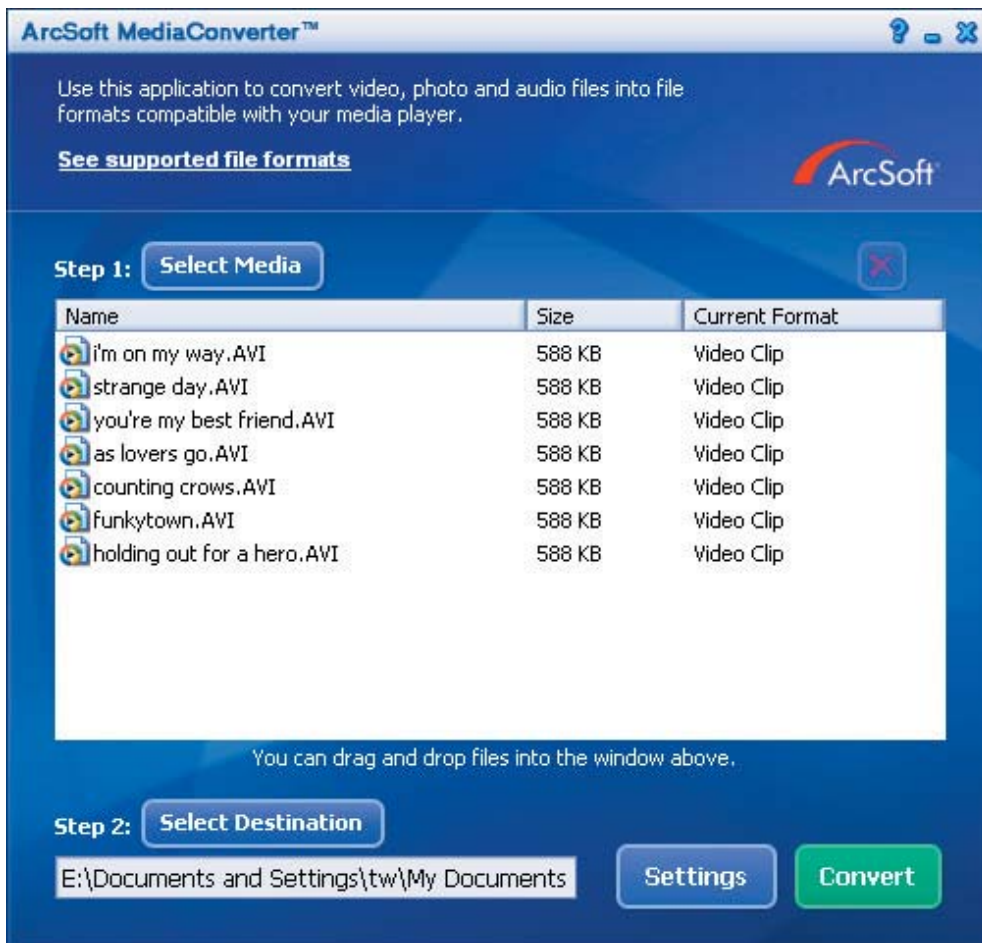 ArcSoft MediaConverter™
Use this application to convert video, photo and audio files into file
formats compatible with your media player.
See supported file formats
ArcSoft
Step 1: Select Media
Name Size Current Format
i'm on my way.AVI 588 KB Video Clip
strange day.AVI 588 KB Video Clip
you're my best friend.AVI 588 KB Video Clip
as lovers go.AVI 588 KB Video Clip
counting crows.AVI 588 KB Video Clip
funkytown.AVI 588 KB Video Clip
holding out for a hero.AVI 588 KB Video Clip
You can drag and drop files into the window above.
Step 2: Select Destination
E:\Documents and Settings\tw\My Documents
Settings
Convert